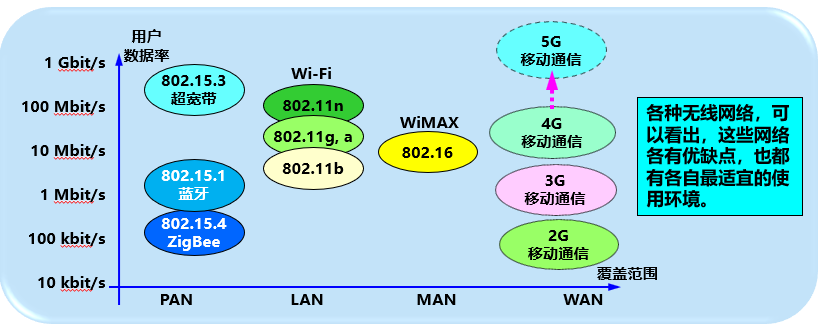 用户
数据率
1 Gbit/s
100 Mbit/s
10 Mbit/s
1 Mbit/s
100 kbit/s
10 kbit/s
802.15.3
超宽带
802.15.1
蓝牙
802.15.4
ZigBee
Wi-Fi
802.11n
802.11g, a
802.11b
WiMAX
802.16
5G
移动通信
4G
移动通信
3G
移动通信
2G
移动通信
覆盖范围
PAN
LAN
MAN
WAN
各种无线网络，可
以看出，这些网络
各有优缺点，也都
有各自最适宜的使
用环境。